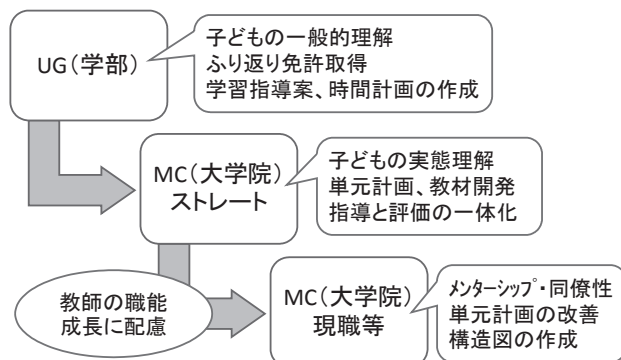 UG（学部）
子どもの一般的理解
ふり返り免許取得
学習指導案、時間計画の作成
MC（大学院）
ストレート
子どもの実態理解
単元計画、教材開発
指導と評価の一体化
教師の職能
成長に配慮
MC（大学院）
現職等
ﾒﾝﾀｰｼｯﾌﾟ・同僚性
単元計画の改善
構造図の作成